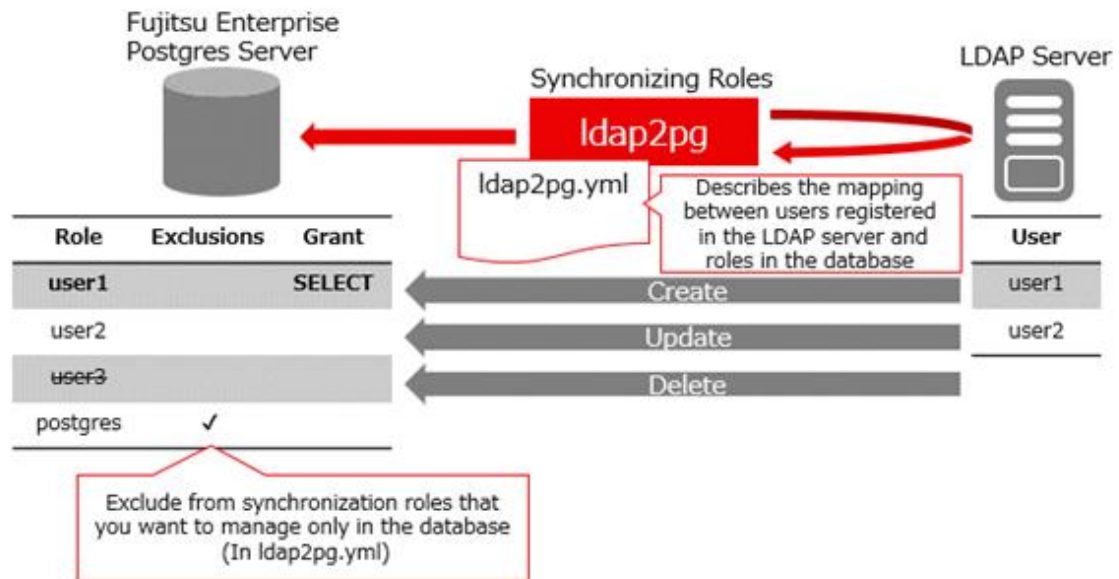 Fujitsu Enterprise
Postgres Server
LDAP Server
Synchronizing Roles
ldap2pg
ldap2pg.yml
Describes the mapping
between users registered
in the LDAP server and
roles in the database
Role Exclusions Grant
User
user1 SELECT
Create
user1
user2
Update
user2
user3
Delete
postgres ✓
Exclude from synchronization roles that
you want to manage only in the database
(In ldap2pg.yml)